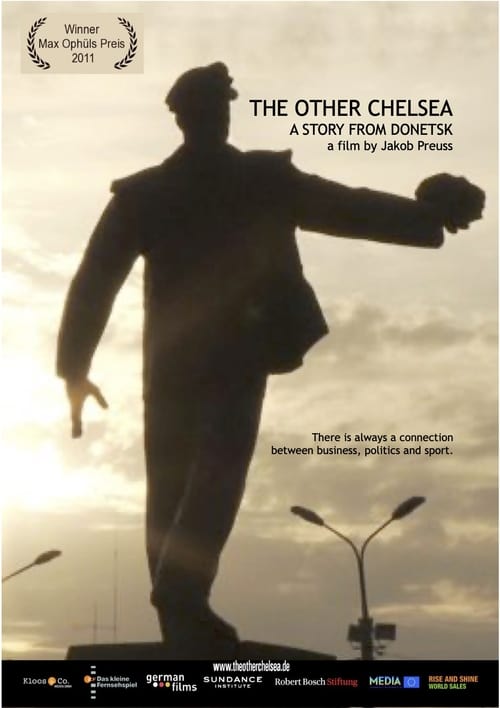 Winner
Max Ophüls Preis
2011
THE OTHER CHELSEA
A STORY FROM DONETSK
a film by Jakob Preuss
There is always a connection
between business, politics and sport.
www.theotherchelsea.de
Kloos & Co.
ZDF Das kleine
Fernsehspiel
german
films
SUNDANCE
INSTITUTE
Robert Bosch Stiftung
MEDIA
RISE AND SHINE
WORLD SALES